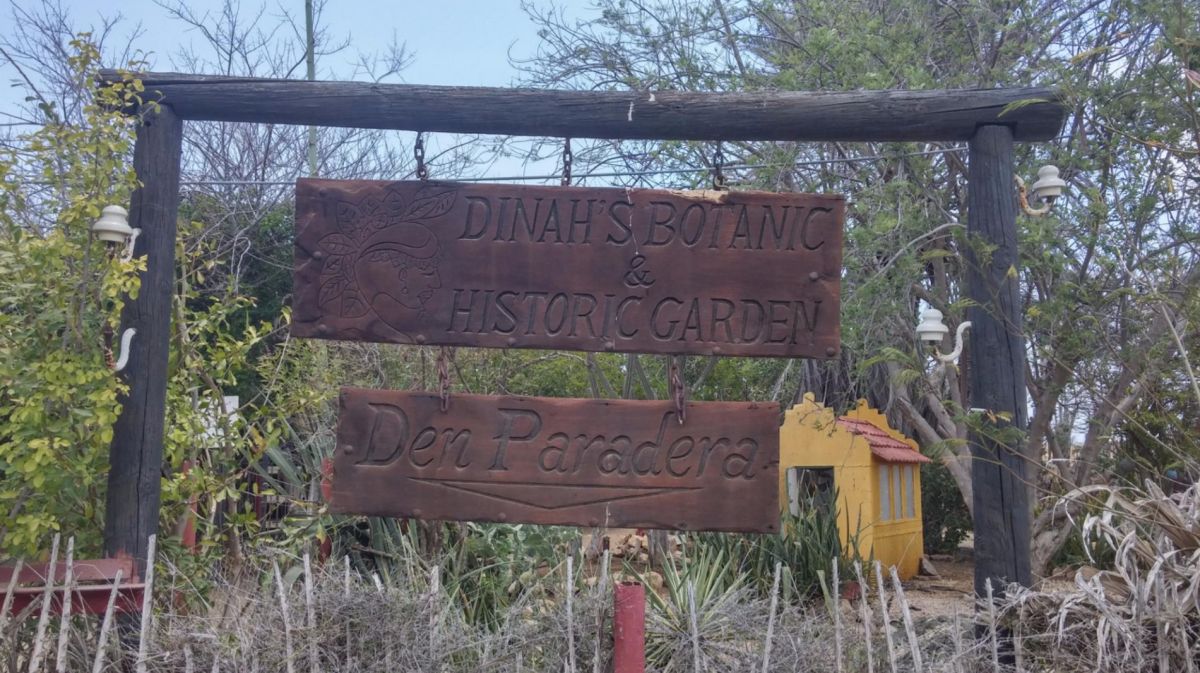 DINAH'S BOTANIC
&
HISTORIC GARDEN
Den Paradera